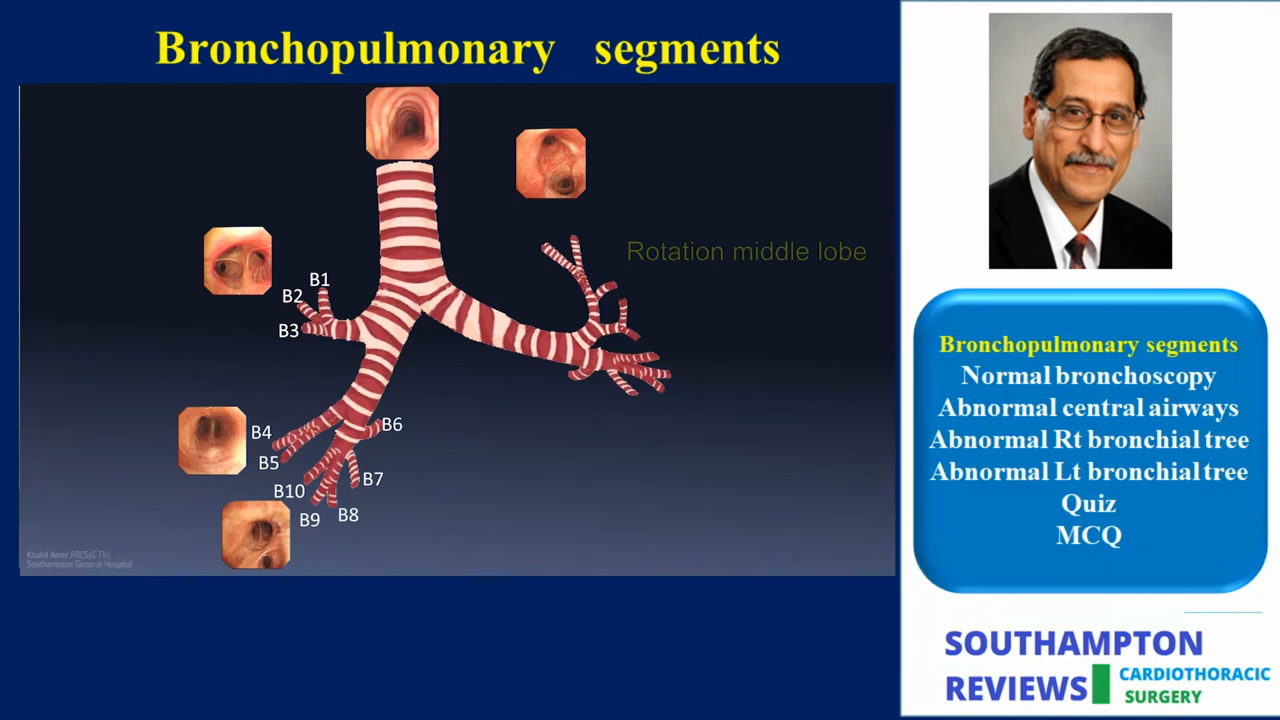 Bronchopulmonary segments
Rotation middle lobe
B1
B2
B3
B4
B5
B6
B7
B10
B8
B9
Khalid Amer FRCS(C Th)
Southampton General Hospital
Bronchopulmonary segments
Normal bronchoscopy
Abnormal central airways
Abnormal Rt bronchial tree
Abnormal Lt bronchial tree
Quiz
MCQ
SOUTHAMPTON
REVIEWS CARDIOTHORACIC
SURGERY